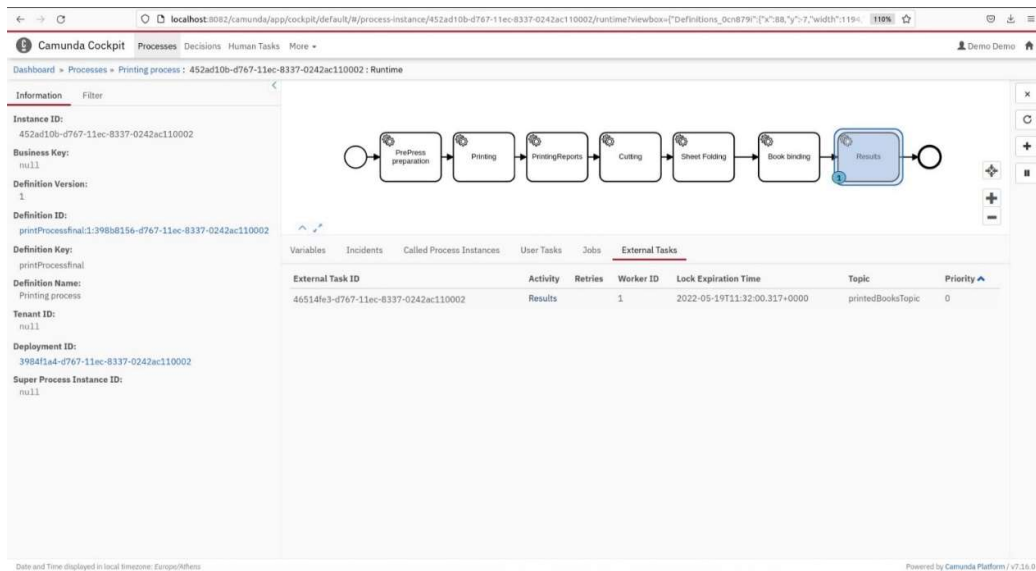 localhost:8082/camunda/app/cockpit/default/#/process-instance/452ad10b-d767-11ec-8337-0242ac110002/runtime?viewbox={"Definitions_0cn879i":{"x":88,"y":-7,"width":119 110%
Camunda Cockpit Processes Decisions Human Tasks More Demo Demo
Dashboard » Processes » Printing process : 452ad10b-d767-11ec-8337-0242ac110002 : Runtime
Information Filter
Instance ID:
452ad10b-d767-11ec-8337-0242ac110002
Business Key:
null
Definition Version:
1
Definition ID:
printProcessfinal:1:398b8156-d767-11ec-8337-0242ac110002
Definition Key:
printProcessfinal
Definition Name:
Printing process
Tenant ID:
null
Deployment ID:
3984f1a4-d767-11ec-8337-0242ac110002
Super Process Instance ID:
null
PrePress
preparation
Printing
PrintingReports
Cutting
Sheet Folding
Book binding
Results
1
Variables Incidents Called Process Instances User Tasks Jobs External Tasks
External Task ID Activity Retries Worker ID Lock Expiration Time Topic Priority
46514fe3-d767-11ec-8337-0242ac110002 Results 1 2022-05-19T11:32:00.317+0000 printedBooksTopic 0
Date and Time displayed in local timezone: Europe/Athens
Powered by Camunda Platform / v7.16.0